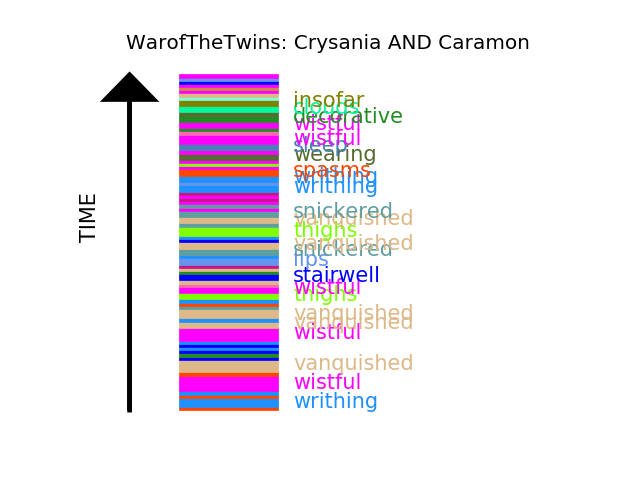 WarofTheTwins: Crysania AND Caramon
TIME
insofar
clouds
decorative
wistful
wistful
sleep
wearing
spasms
writhing
writhing
snickered
vanquished
thighs
vanquished
snickered
lips
stairwell
wistful
thighs
vanquished
vanquished
wistful
vanquished
wistful
writhing